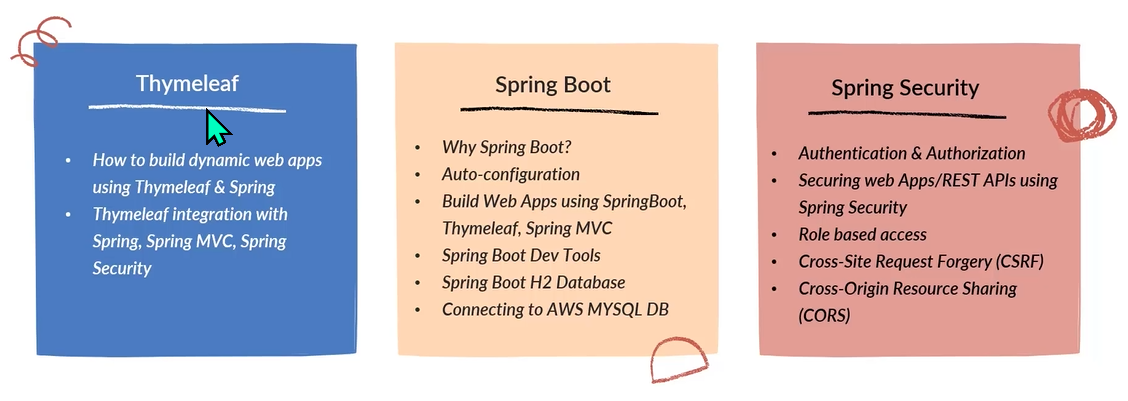 Thymeleaf
• How to build dynamic web apps
using Thymeleaf & Spring
• Thymeleaf integration with
Spring, Spring MVC, Spring
Security
Spring Boot
• Why Spring Boot?
• Auto-configuration
• Build Web Apps using SpringBoot,
Thymeleaf, Spring MVC
• Spring Boot Dev Tools
• Spring Boot H2 Database
• Connecting to AWS MYSQL DB
Spring Security
• Authentication & Authorization
• Securing web Apps/REST APIs using
Spring Security
• Role based access
• Cross-Site Request Forgery (CSRF)
• Cross-Origin Resource Sharing
(CORS)